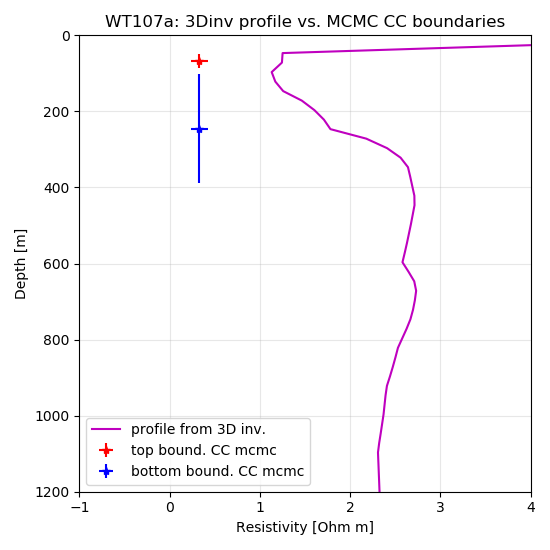 WT107a: 3Dinv profile vs. MCMC CC boundaries
0
200
400
600
800
1000
1200
Depth [m]
profile from 3D inv.
top bound. CC mcmc
bottom bound. CC mcmc
−1 0 1 2 3 4
Resistivity [Ohm m]